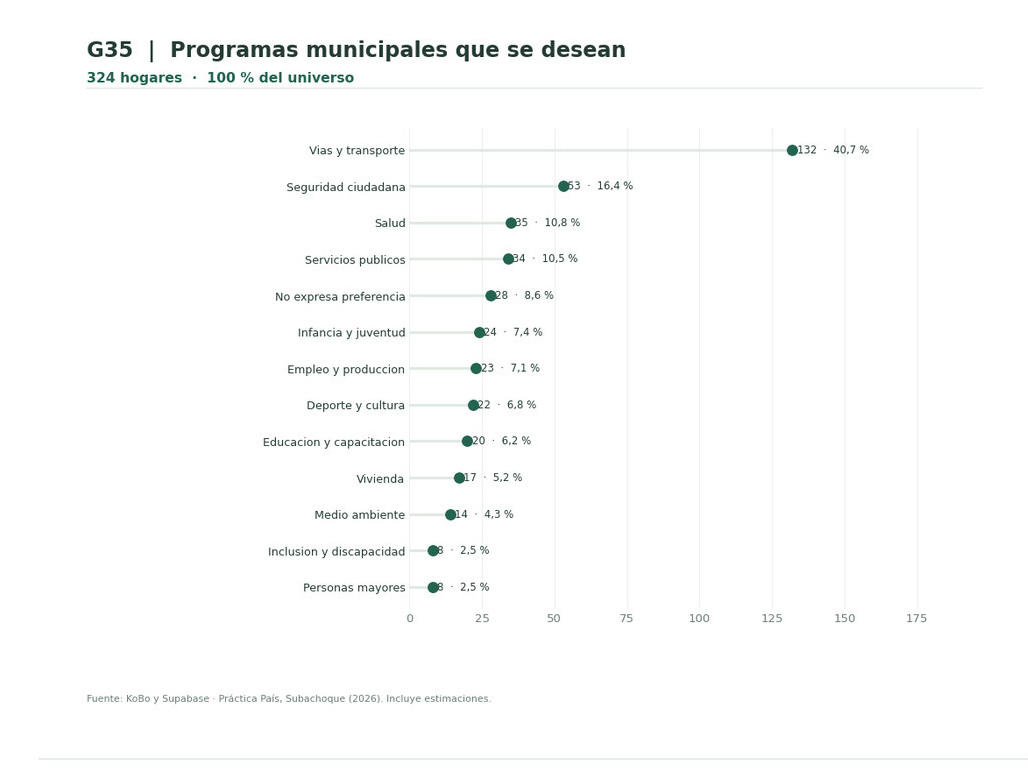 G35 | Programas municipales que se desean
324 hogares · 100 % del universo
Vias y transporte 132 · 40,7 %
Seguridad ciudadana 53 · 16,4 %
Salud 35 · 10,8 %
Servicios publicos 34 · 10,5 %
No expresa preferencia 28 · 8,6 %
Infancia y juventud 24 · 7,4 %
Empleo y produccion 23 · 7,1 %
Deporte y cultura 22 · 6,8 %
Educacion y capacitacion 20 · 6,2 %
Vivienda 17 · 5,2 %
Medio ambiente 14 · 4,3 %
Inclusion y discapacidad 8 · 2,5 %
Personas mayores 8 · 2,5 %
0 25 50 75 100 125 150 175
Fuente: KoBo y Supabase · Práctica País, Subachoque (2026). Incluye estimaciones.